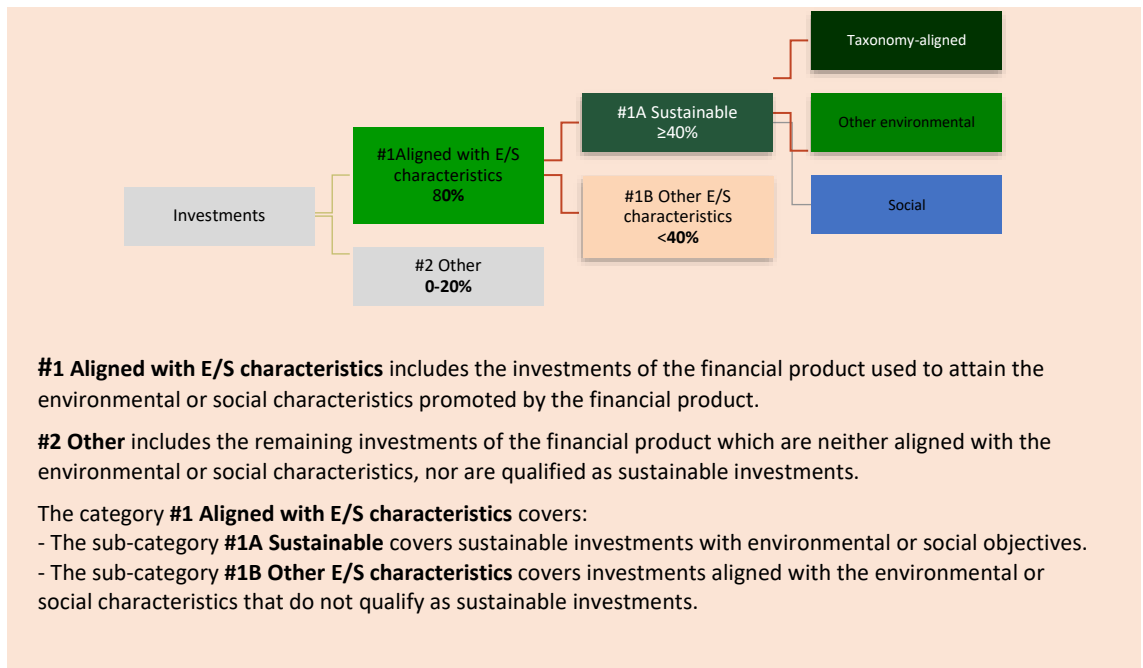 Taxonomy-aligned
#1A Sustainable
≥40%
Other environmental
#1Aligned with E/S
characteristics
80%
Investments
#1B Other E/S
characteristics
<40%
Social
#2 Other
0-20%
#1 Aligned with E/S characteristics includes the investments of the financial product used to attain the
environmental or social characteristics promoted by the financial product.
#2 Other includes the remaining investments of the financial product which are neither aligned with the
environmental or social characteristics, nor are qualified as sustainable investments.
The category #1 Aligned with E/S characteristics covers:
- The sub-category #1A Sustainable covers sustainable investments with environmental or social objectives.
- The sub-category #1B Other E/S characteristics covers investments aligned with the environmental or
social characteristics that do not qualify as sustainable investments.